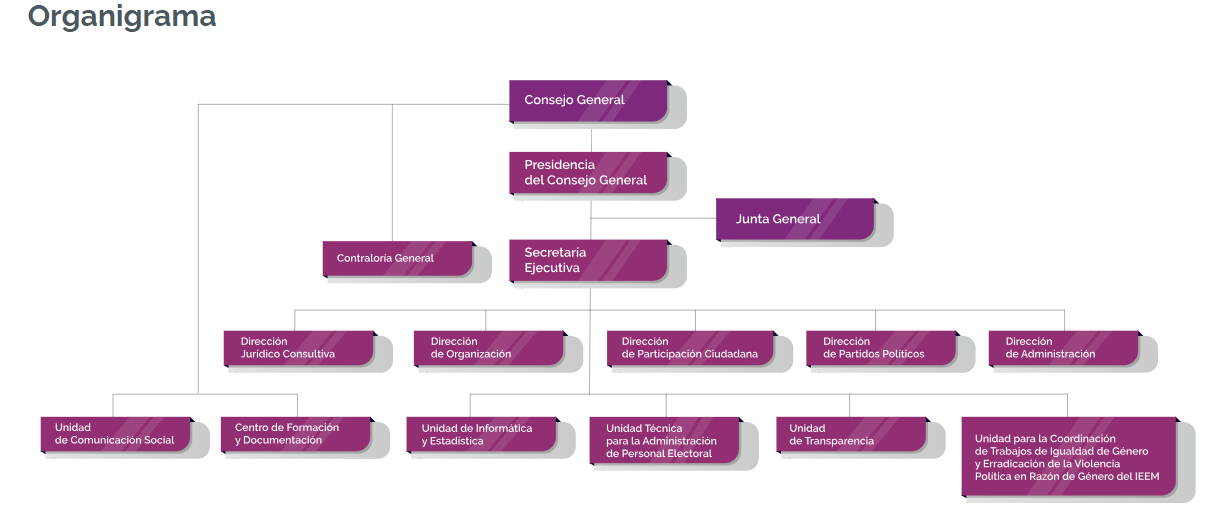 Organigrama
Consejo General
Presidencia
del Consejo General
Junta General
Contraloría General
Secretaría
Ejecutiva
Dirección
Jurídico Consultiva
Dirección
de Organización
Dirección
de Participación Ciudadana
Dirección
de Partidos Políticos
Dirección
de Administración
Unidad
de Comunicación Social
Centro de Formación
y Documentación
Unidad de Informática
y Estadística
Unidad Técnica
para la Administración
de Personal Electoral
Unidad
de Transparencia
Unidad para la Coordinación
de Trabajos de Igualdad de Género
y Erradicación de la Violencia
Política en Razón de Género del IEEM